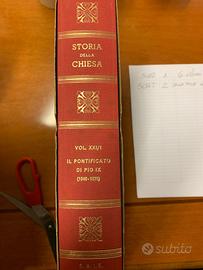 STORIA
DELLA
CHIESA
VOL. XXI/1
IL PONTIFICATO
DI PIO IX
(1846-1878)
S.A.I.E.
subito